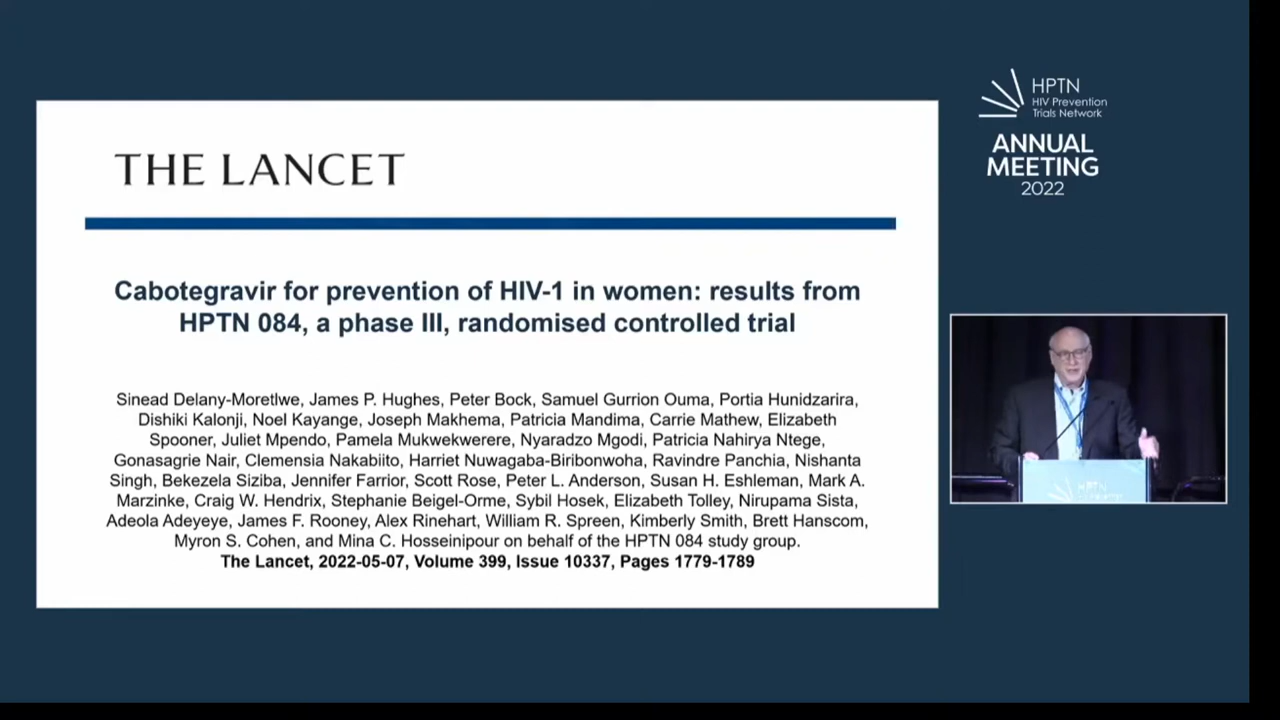 HPTN
HIV Prevention
Trials Network
ANNUAL
MEETING
2022
THE LANCET
Cabotegravir for prevention of HIV-1 in women: results from
HPTN 084, a phase III, randomised controlled trial
Sinead Delany-Moretlwe, James P. Hughes, Peter Bock, Samuel Gurrion Ouma, Portia Hunidzarira,
Dishiki Kalonji, Noel Kayange, Joseph Makhema, Patricia Mandima, Carrie Mathew, Elizabeth
Spooner, Juliet Mpendo, Pamela Mukwekwerere, Nyaradzo Mgodi, Patricia Nahirya Ntege,
Gonasagrie Nair, Clemensia Nakabiito, Harriet Nuwagaba-Biribonwoha, Ravindre Panchia, Nishanta
Singh, Bekezela Siziba, Jennifer Farrior, Scott Rose, Peter L. Anderson, Susan H. Eshleman, Mark A.
Marzinke, Craig W. Hendrix, Stephanie Beigel-Orme, Sybil Hosek, Elizabeth Tolley, Nirupama Sista,
Adeola Adeyeye, James F. Rooney, Alex Rinehart, William R. Spreen, Kimberly Smith, Brett Hanscom,
Myron S. Cohen, and Mina C. Hosseinipour on behalf of the HPTN 084 study group.
The Lancet, 2022-05-07, Volume 399, Issue 10337, Pages 1779-1789
HPTN